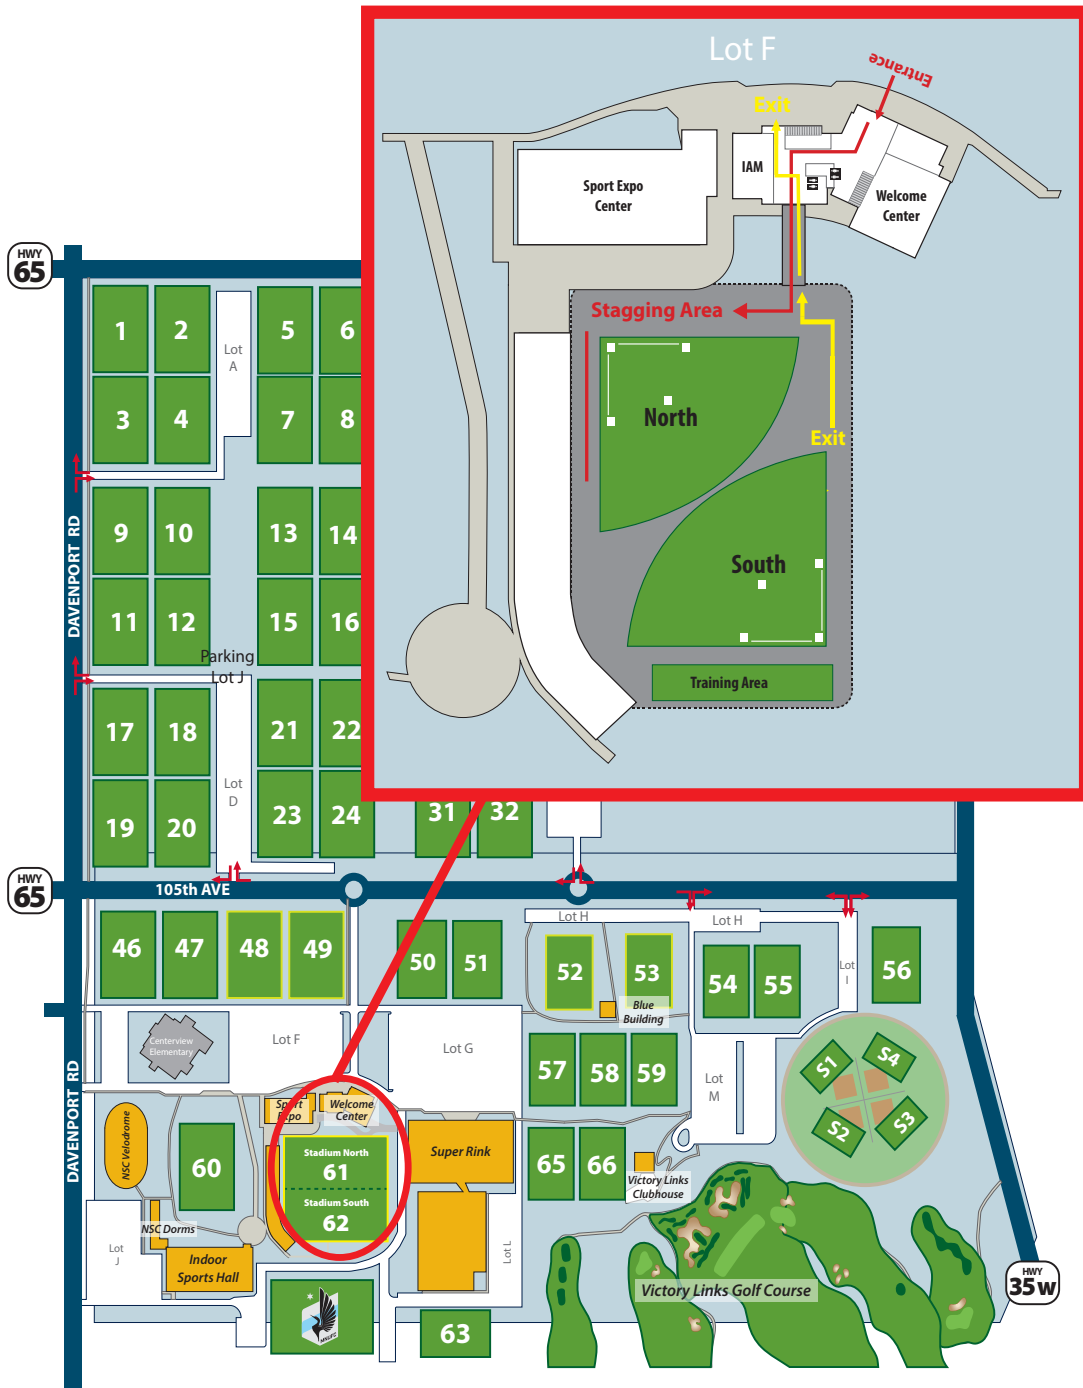 Lot F
Entrance
Exit
IAM
Sport Expo
Center
Welcome
Center
Stagging Area
North
Exit
South
Training Area
HWY
65
1
2
Lot
A
5
6
3
4
7
8
DAVENPORT RD
9
10
13
14
11
12
15
16
Parking
Lot J
17
18
21
22
Lot
D
19
20
23
24
31
32
HWY
65
105th AVE
46
47
48
49
50
51
Lot H
Lot H
52
53
54
55
Lot
I
56
Blue
Building
Centerview
Elementary
Lot F
Lot G
57
58
59
Lot
M
S1
S4
S2
S3
DAVENPORT RD
NSC Velodrome
Sport
Expo
Welcome
Center
60
Stadium North
61
Stadium South
62
Super Rink
65
66
Victory Links
Clubhouse
NSC Dorms
Lot
J
Indoor
Sports Hall
Lot L
Victory Links Golf Course
HWY
35W
MNUFC
63